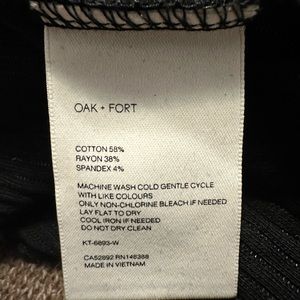 OAK + FORT
COTTON 58%
RAYON 38%
SPANDEX 4%
MACHINE WASH COLD GENTLE CYCLE
WITH LIKE COLOURS
ONLY NON-CHLORINE BLEACH IF NEEDED
LAY FLAT TO DRY
COOL IRON IF NEEDED
DO NOT DRY CLEAN
KT-6893-W
CA52892 RN146388
MADE IN VIETNAM